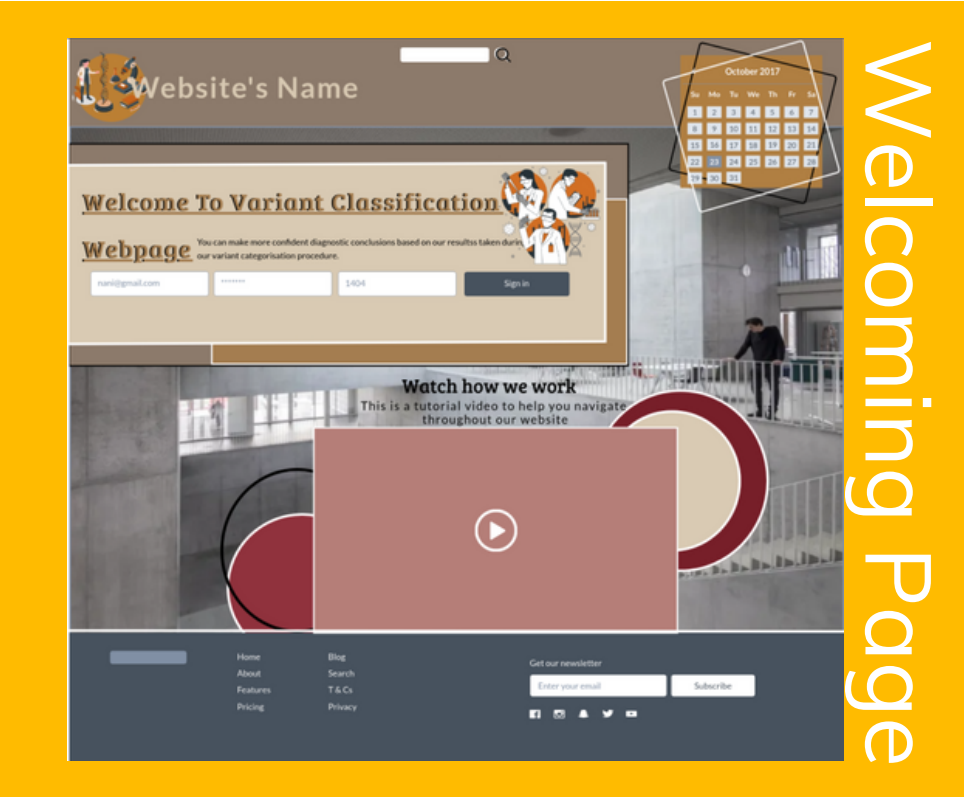 Welcoming Page
Website's Name
October 2017
Su Mo Tu We Th Fr Sa
1 2 3 4 5 6 7
8 9 10 11 12 13 14
15 16 17 18 19 20 21
22 23 24 25 26 27 28
29 30 31
Welcome To Variant Classification
Webpage
You can make more confident diagnostic conclusions based on our resultss taken during
our variant categorisation procedure.
nani@gmail.com ******* 1404 Sign in
Watch how we work
This is a tutorial video to help you navigate
throughout our website
Home
About
Features
Pricing
Blog
Search
T & Cs
Privacy
Get our newsletter
Enter your email Subscribe